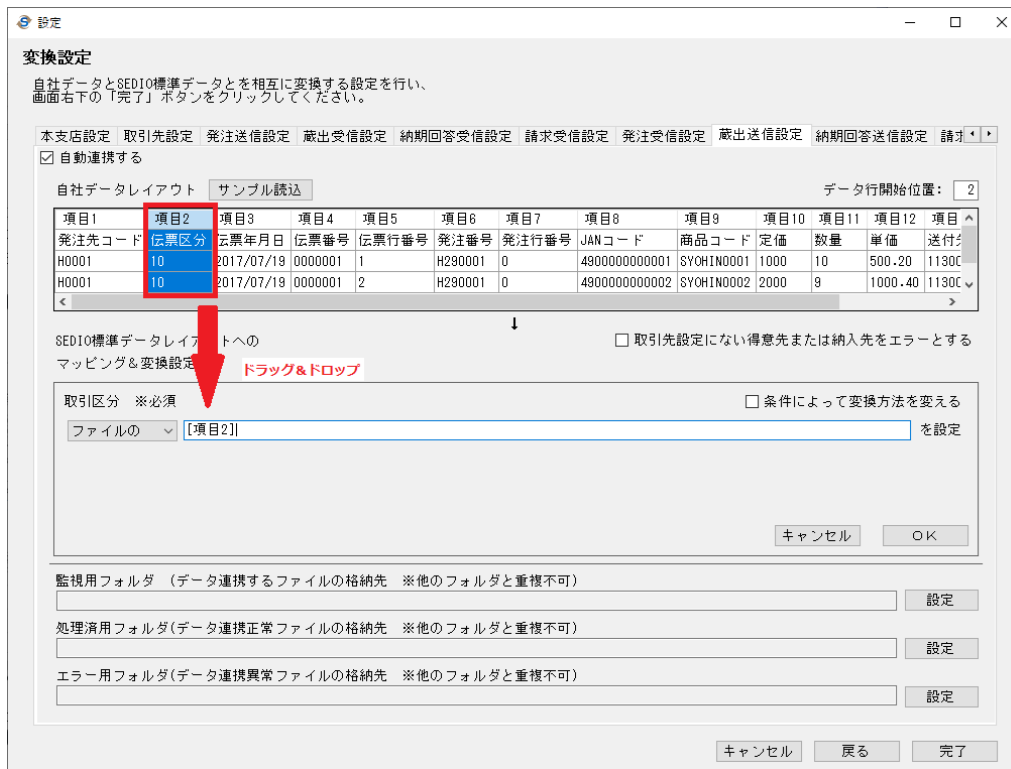 設定
変換設定
自社データとSEDIO標準データとを相互に変換する設定を行い、
画面右下の「完了」ボタンをクリックしてください。
本支店設定 取引先設定 発注送信設定 蔵出受信設定 納期回答受信設定 請求受信設定 発注受信設定 蔵出送信設定 納期回答送信設定
自動連携する
自社データレイアウト サンプル読込 データ行開始位置： 2
項目1 項目2 項目3 項目4 項目5 項目6 項目7 項目8 項目9 項目10 項目11 項目12 項目
発注先コード 伝票区分 伝票年月日 伝票番号 伝票行番号 発注番号 発注行番号 JANコード 商品コード 定価 数量 単価
H0001 10 2017/07/19 0000001 1 H290001 0 4900000000001 SYOHIN0001 1000 10 500.20 1130
H0001 10 2017/07/19 0000001 2 H290001 0 4900000000002 SYOHIN0002 2000 9 1000.40 1130
↓
SEDIO標準データレイアウトへの 取引先設定にない得意先または納入先をエラーとする
マッピング＆変換設定
ドラッグ&ドロップ
取引区分 ※必須 条件によって変換方法を変える
ファイルの [項目2] を設定
キャンセル ＯＫ
監視用フォルダ （データ連携するファイルの格納先 ※他のフォルダと重複不可）
設定
処理済用フォルダ(データ連携正常ファイルの格納先 ※他のフォルダと重複不可)
設定
エラー用フォルダ(データ連携異常ファイルの格納先 ※他のフォルダと重複不可)
設定
キャンセル 戻る 完了